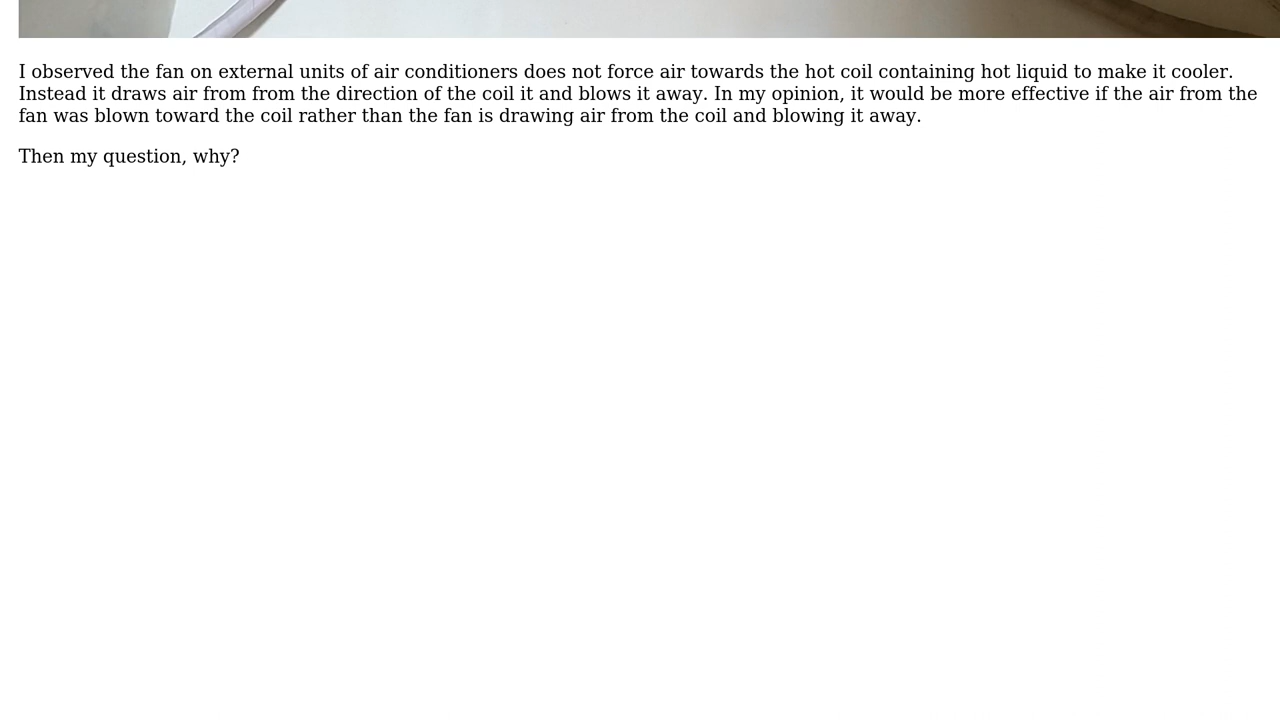 I observed the fan on external units of air conditioners does not force air towards the hot coil containing hot liquid to make it cooler.
Instead it draws air from from the direction of the coil it and blows it away. In my opinion, it would be more effective if the air from the
fan was blown toward the coil rather than the fan is drawing air from the coil and blowing it away.
Then my question, why?